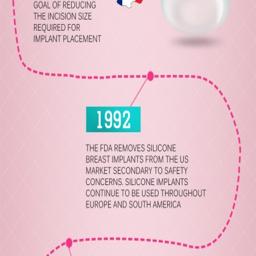 GOAL OF REDUCING
THE INCISION SIZE
REQUIRED FOR
IMPLANT PLACEMENT
1992
THE FDA REMOVES SILICONE
BREAST IMPLANTS FROM THE US
MARKET SECONDARY TO SAFETY
CONCERNS. SILICONE IMPLANTS
CONTINUE TO BE USED THROUGHOUT
EUROPE AND SOUTH AMERICA